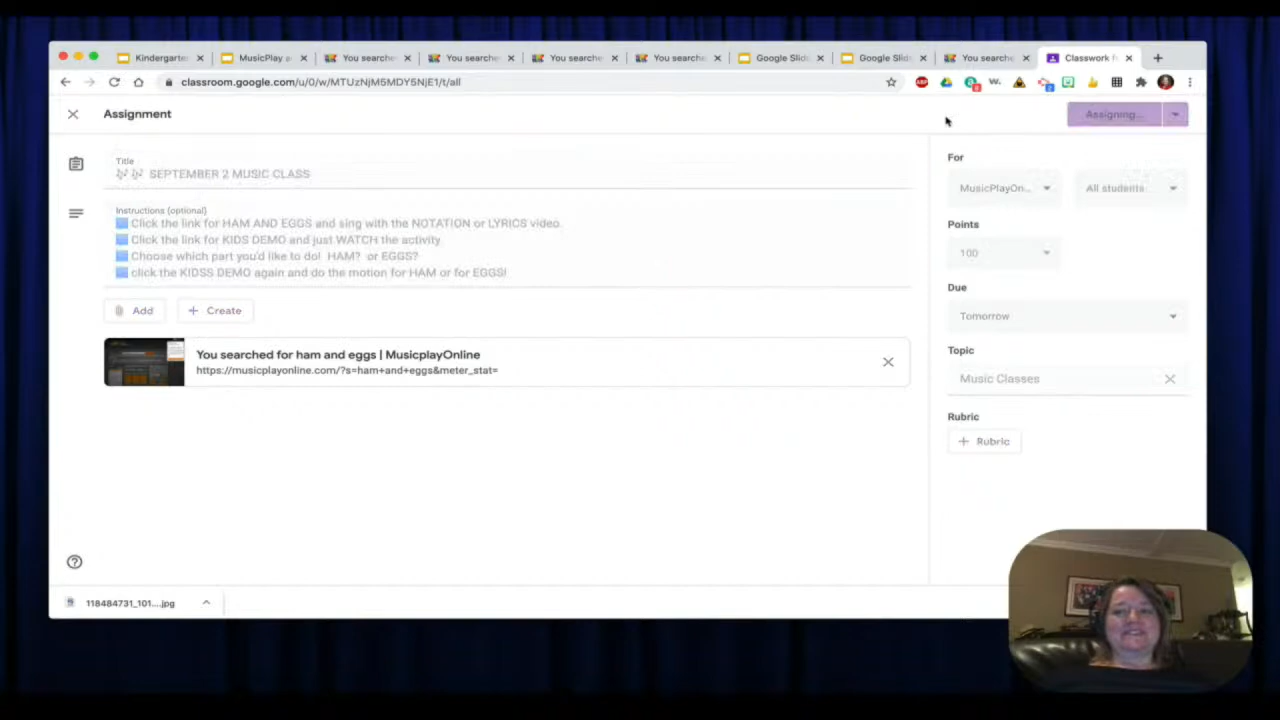 Kindergarte
MusicPlay a
You searche
You searche
You searche
You searche
Google Slid
Google Slid
You searche
Classwork f
classroom.google.com/u/0/w/MTUzNjM5MDY5NjE1/t/all
Assignment
Assigning...
Title
SEPTEMBER 2 MUSIC CLASS
Instructions (optional)
Click the link for HAM AND EGGS and sing with the NOTATION or LYRICS video.
Click the link for KIDS DEMO and just WATCH the activity
Choose which part you'd like to do! HAM? or EGGS?
click the KIDSS DEMO again and do the motion for HAM or for EGGS!
Add
Create
You searched for ham and eggs | MusicplayOnline
https://musicplayonline.com/?s=ham+and+eggs&meter_stat=
For
MusicPlayOn...
All students
Points
100
Due
Tomorrow
Topic
Music Classes
Rubric
Rubric
118484731_101....jpg